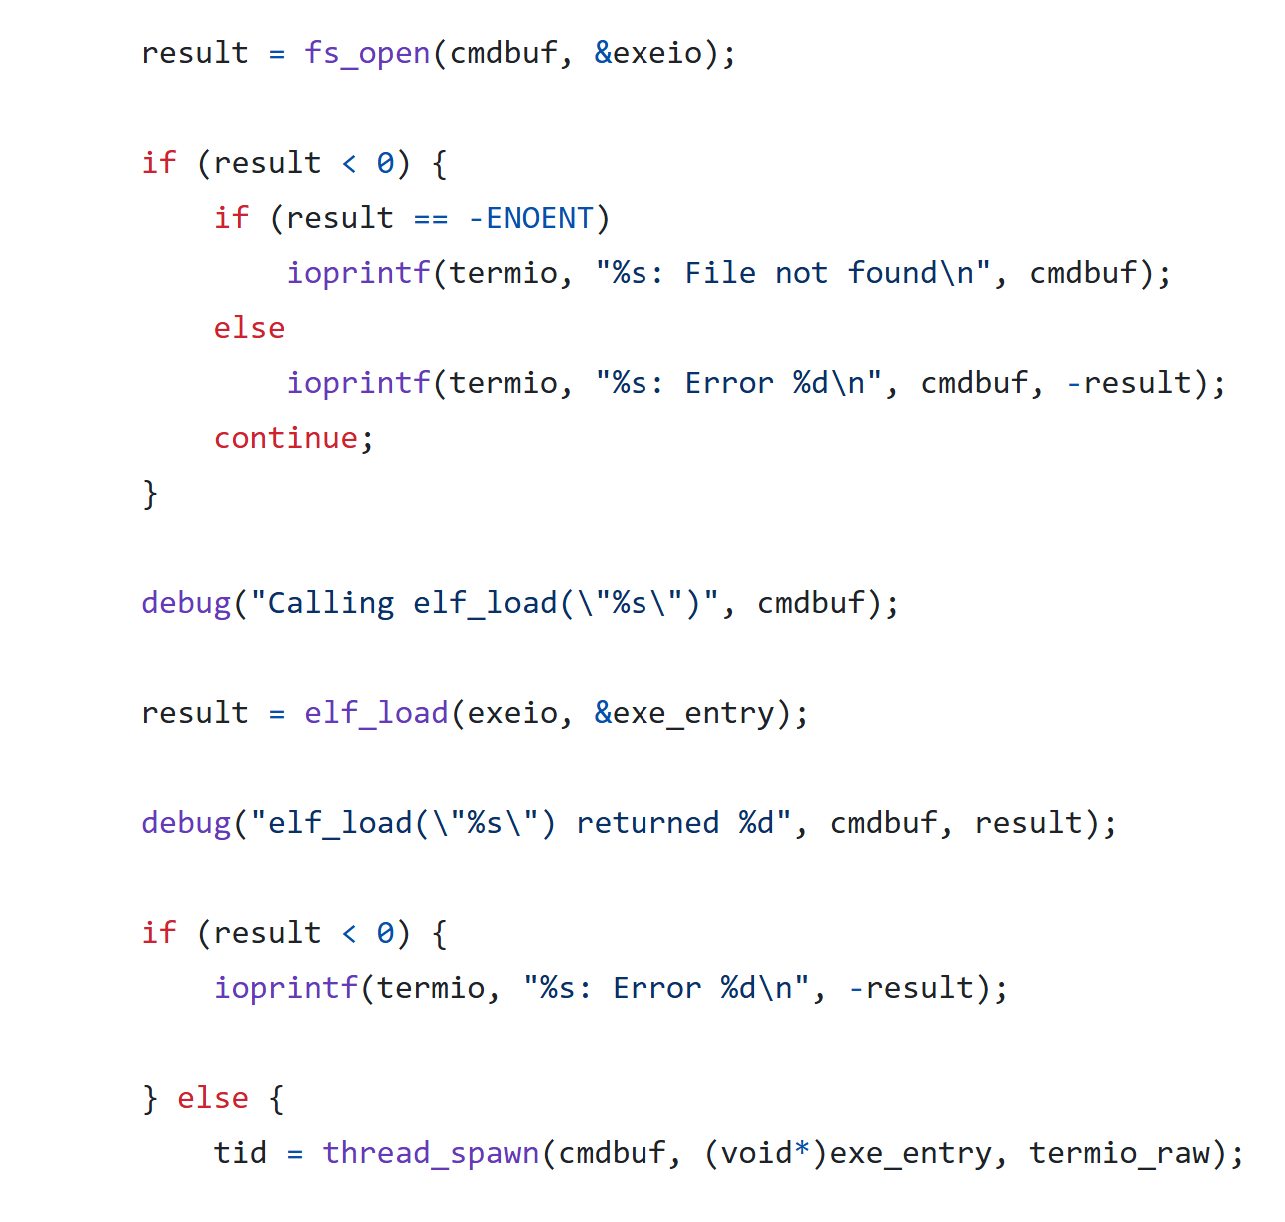 result = fs_open(cmdbuf, &exeio);
if (result < 0) {
if (result == -ENOENT)
ioprintf(termio, "%s: File not found\n", cmdbuf);
else
ioprintf(termio, "%s: Error %d\n", cmdbuf, -result);
continue;
}
debug("Calling elf_load(\"%s\")", cmdbuf);
result = elf_load(exeio, &exe_entry);
debug("elf_load(\"%s\") returned %d", cmdbuf, result);
if (result < 0) {
ioprintf(termio, "%s: Error %d\n", -result);
} else {
tid = thread_spawn(cmdbuf, (void*)exe_entry, termio_raw);